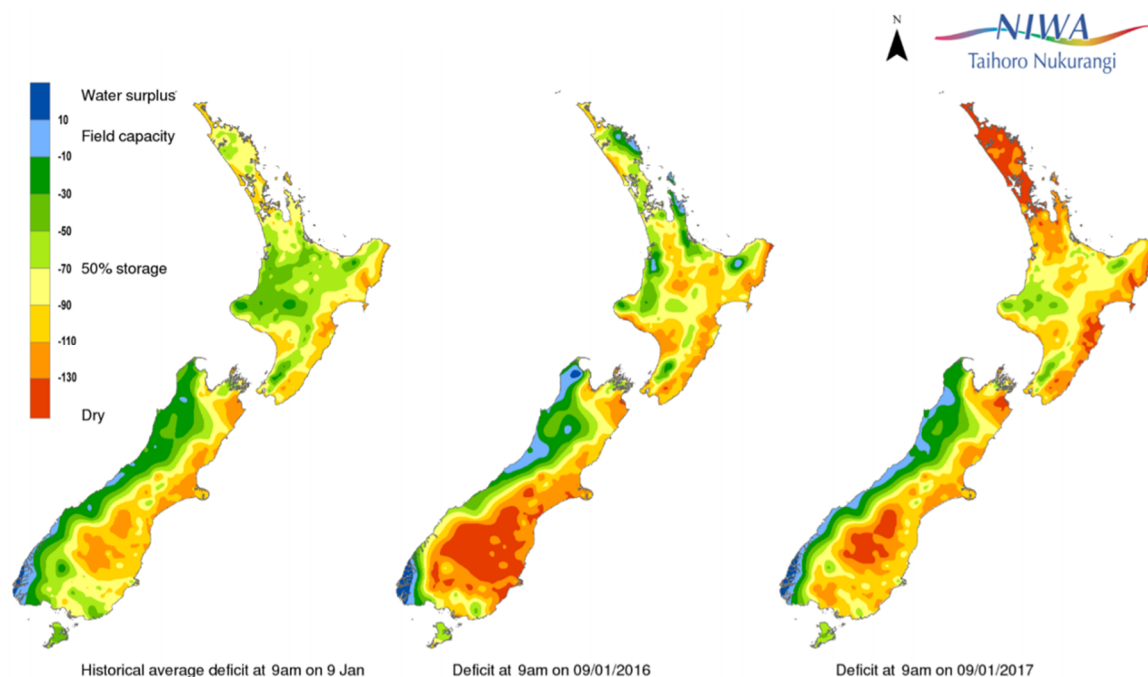 N
NIWA
Taihoro Nukurangi
Water surplus
10
Field capacity
-10
-30
-50
50% storage
-70
-90
-110
-130
Dry
Historical average deficit at 9am on 9 Jan
Deficit at 9am on 09/01/2016
Deficit at 9am on 09/01/2017